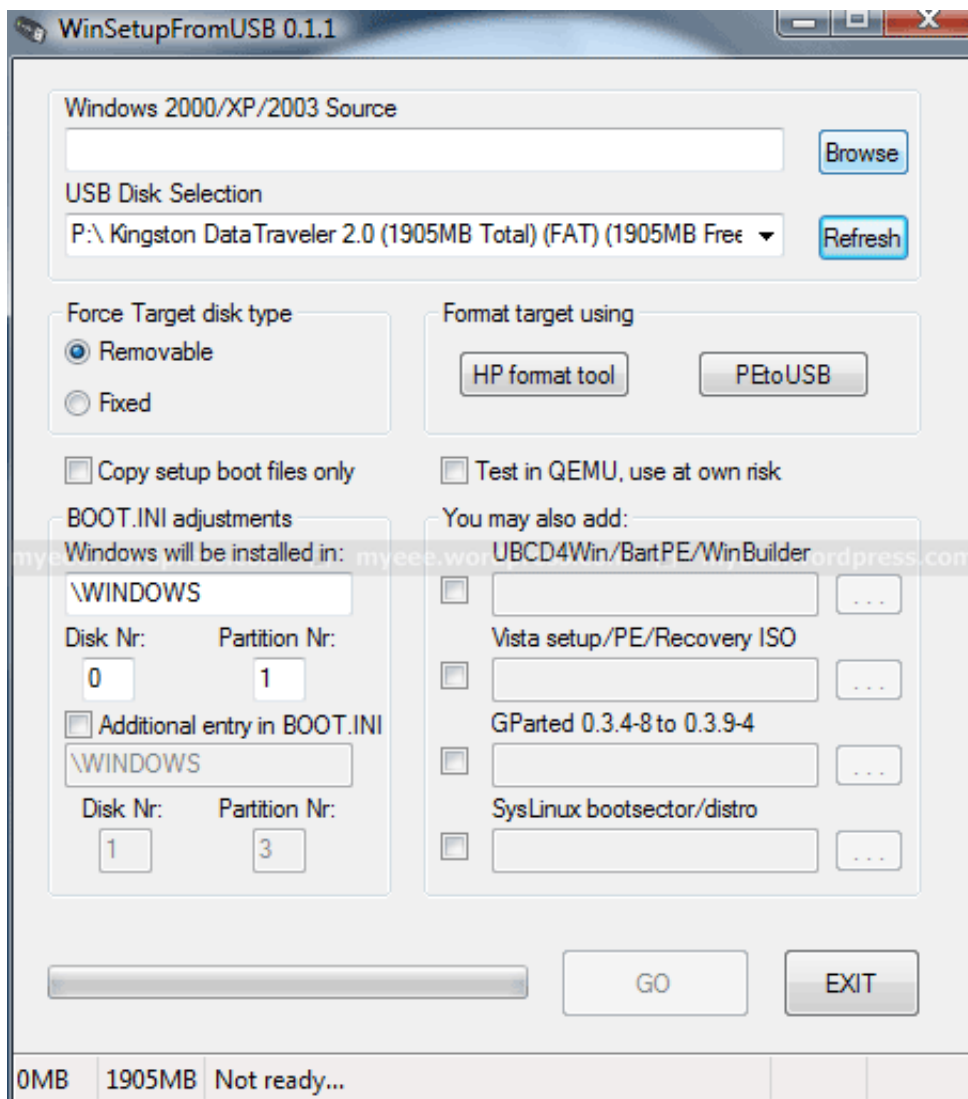 WinSetupFromUSB 0.1.1
Windows 2000/XP/2003 Source
Browse
USB Disk Selection
P:\ Kingston DataTraveler 2.0 (1905MB Total) (FAT) (1905MB Free
Refresh
Force Target disk type
Removable
Fixed
Format target using
HP format tool
PEtoUSB
Copy setup boot files only
Test in QEMU, use at own risk
BOOT.INI adjustments
Windows will be installed in:
\WINDOWS
Disk Nr: Partition Nr:
0 1
Additional entry in BOOT.INI
\WINDOWS
Disk Nr: Partition Nr:
1 3
You may also add:
UBCD4Win/BartPE/WinBuilder
...
Vista setup/PE/Recovery ISO
...
GParted 0.3.4-8 to 0.3.9-4
...
SysLinux bootsector/distro
...
GO
EXIT
0MB 1905MB Not ready...